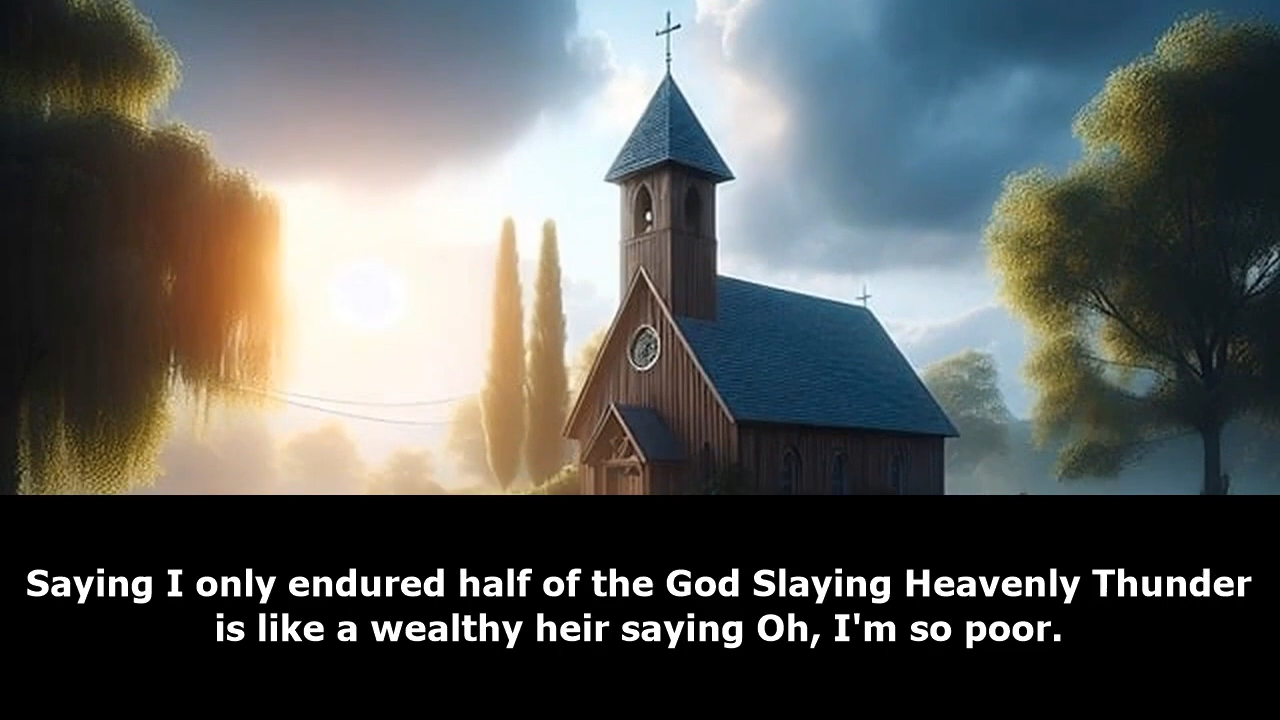 Saying I only endured half of the God Slaying Heavenly Thunder
is like a wealthy heir saying Oh, I'm so poor.